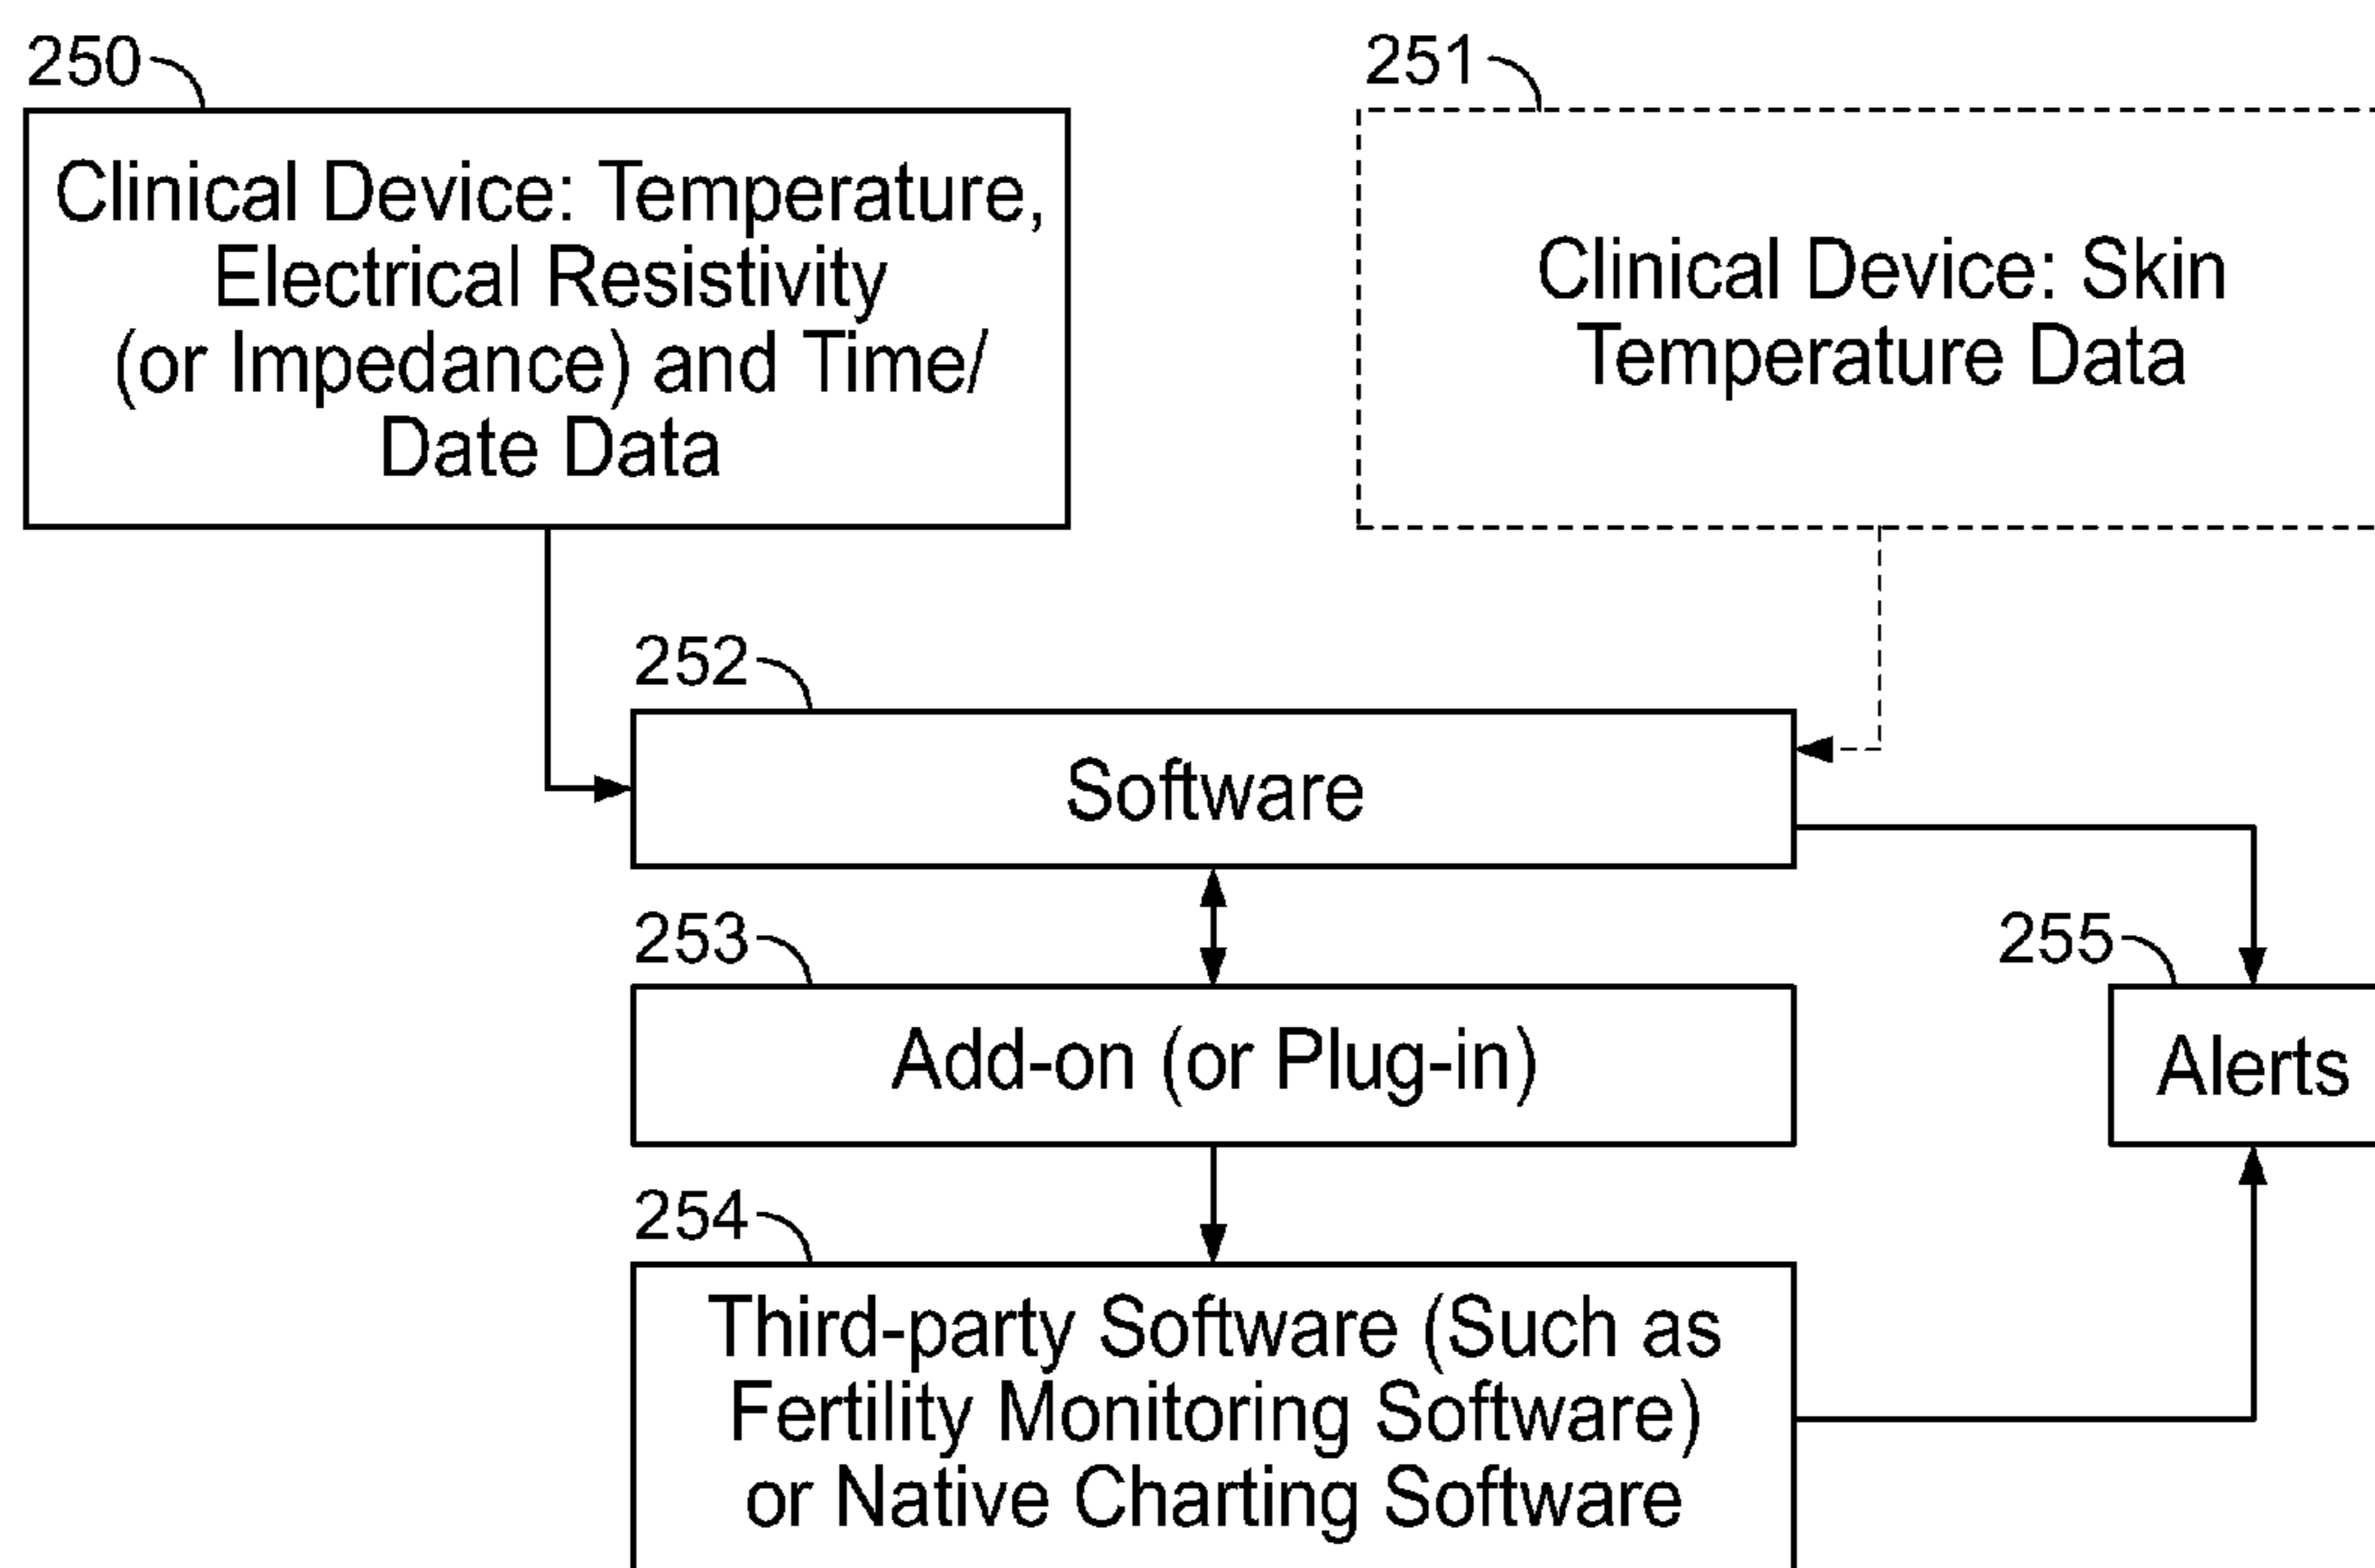 250
Clinical Device: Temperature,
Electrical Resistivity
(or Impedance) and Time/
Date Data
251
Clinical Device: Skin
Temperature Data
252
Software
253
Add-on (or Plug-in)
255
Alerts
254
Third-party Software (Such as
Fertility Monitoring Software)
or Native Charting Software